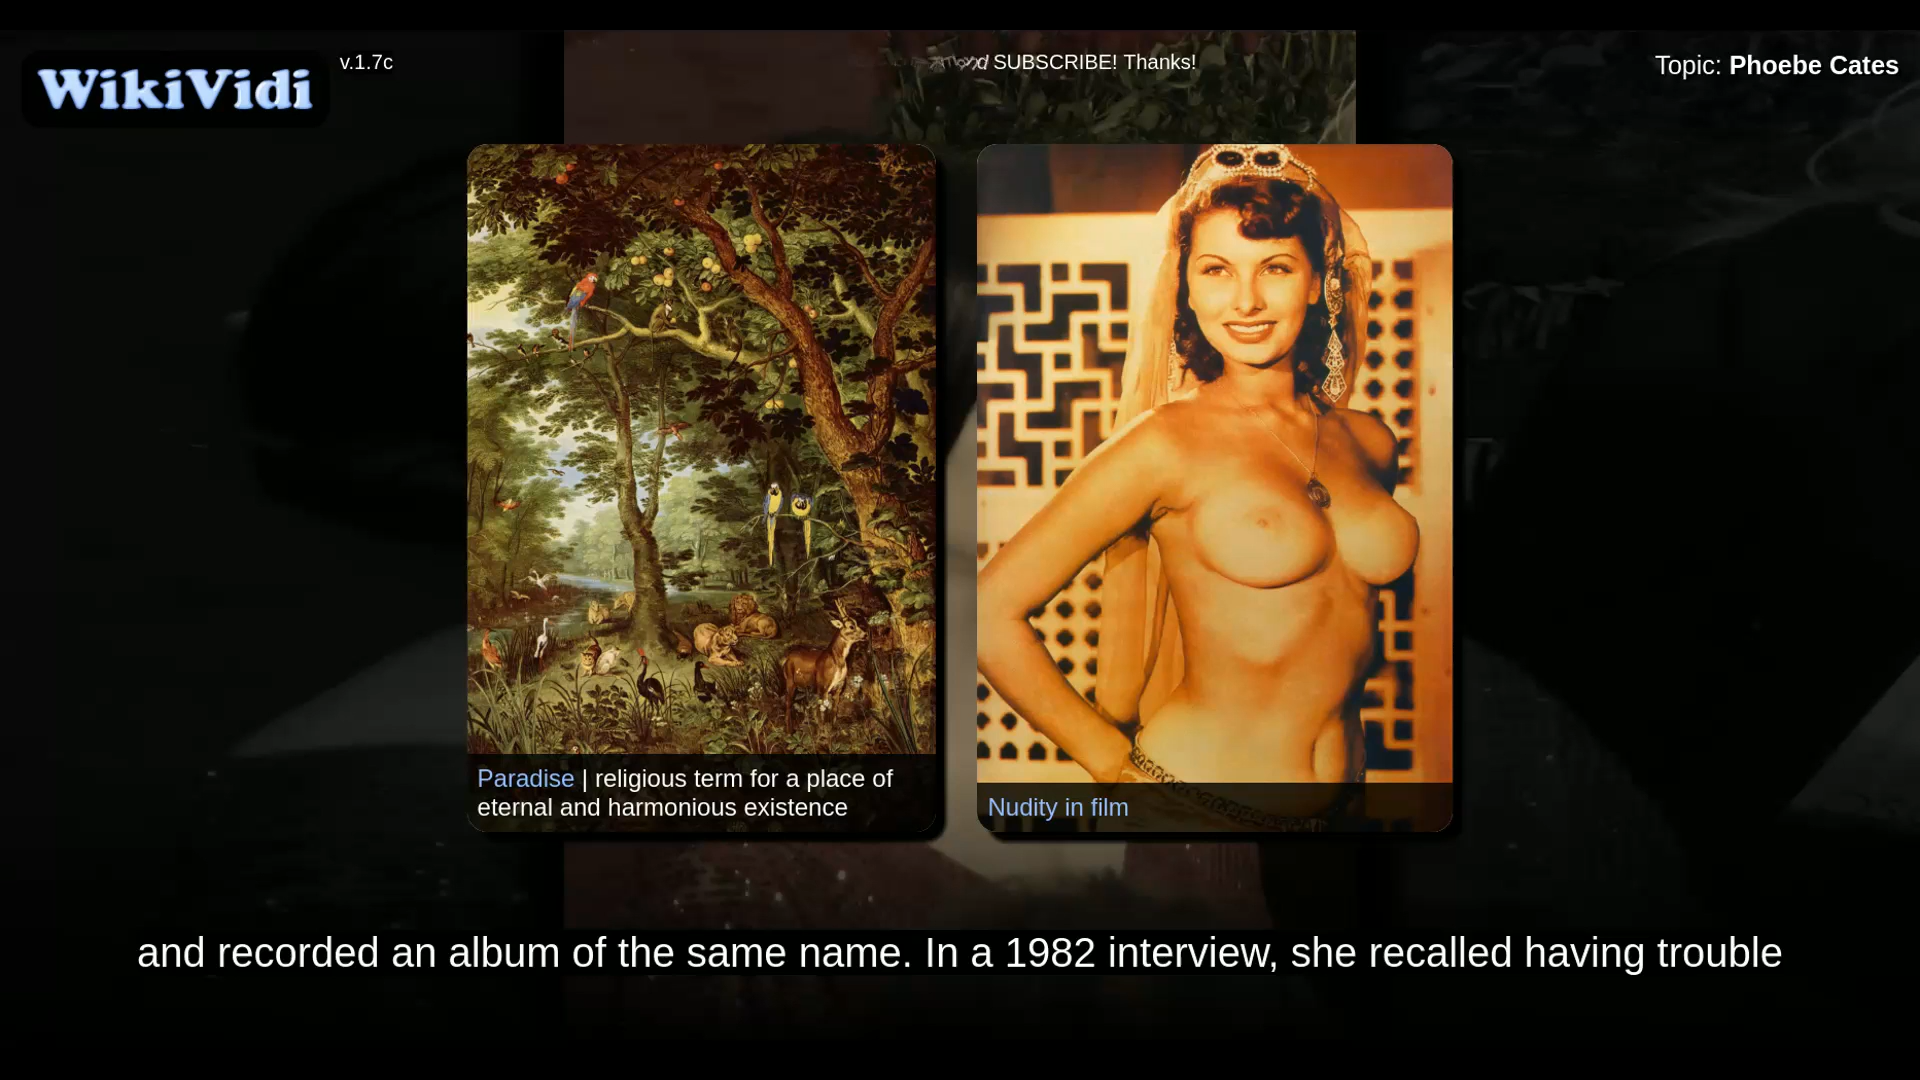 WikiVidi
v.1.7c
SUBSCRIBE! Thanks!
Topic: Phoebe Cates
Paradise | religious term for a place of
eternal and harmonious existence
Nudity in film
and recorded an album of the same name. In a 1982 interview, she recalled having trouble